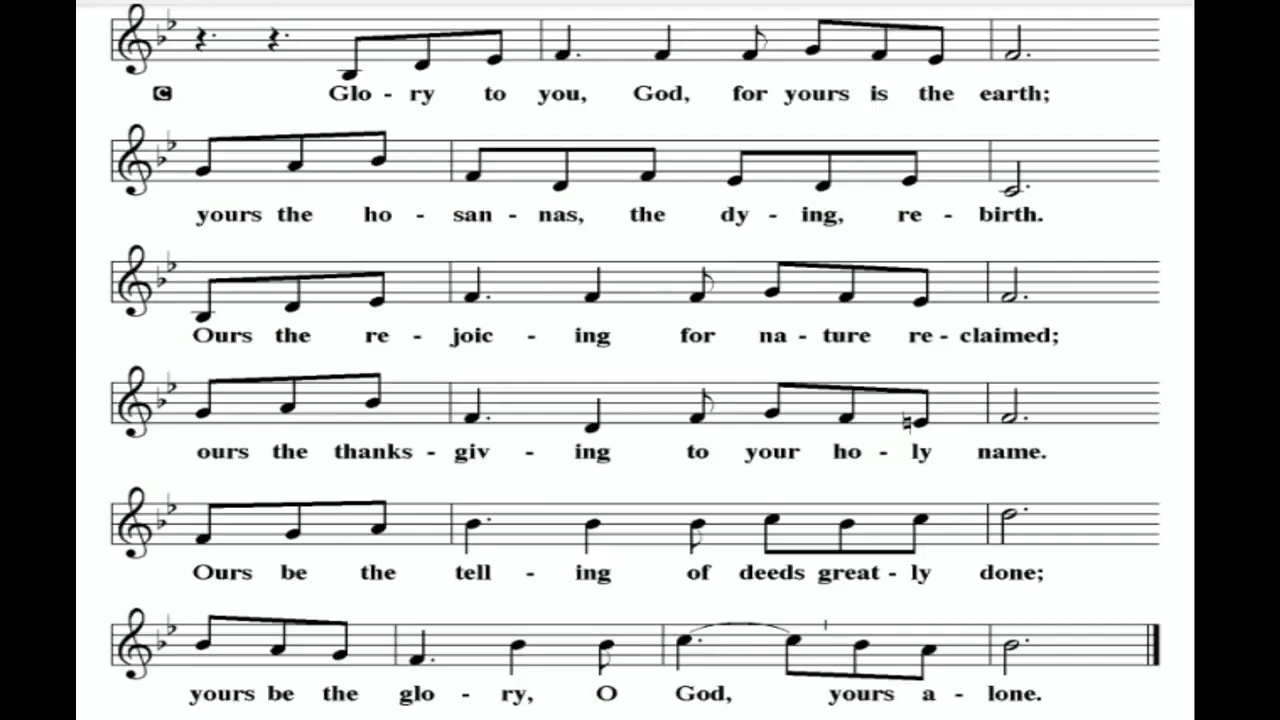 C Glo - ry to you, God, for yours is the earth;
yours the ho - san - nas, the dy - ing, re - birth.
Ours the re - joic - ing for na - ture re - claimed;
ours the thanks - giv - ing to your ho - ly name.
Ours be the tell - ing of deeds great - ly done;
yours be the glo - ry, O God, yours a - lone.